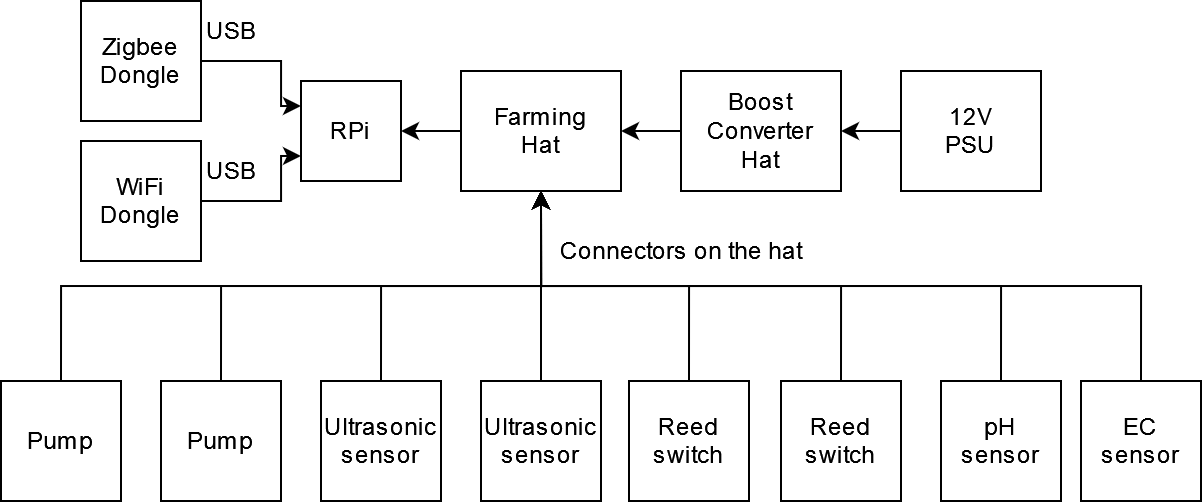 Zigbee
Dongle
USB
WiFi
Dongle
USB
RPi
Farming
Hat
Boost
Converter
Hat
12V
PSU
Connectors on the hat
Pump
Pump
Ultrasonic
sensor
Ultrasonic
sensor
Reed
switch
Reed
switch
pH
sensor
EC
sensor